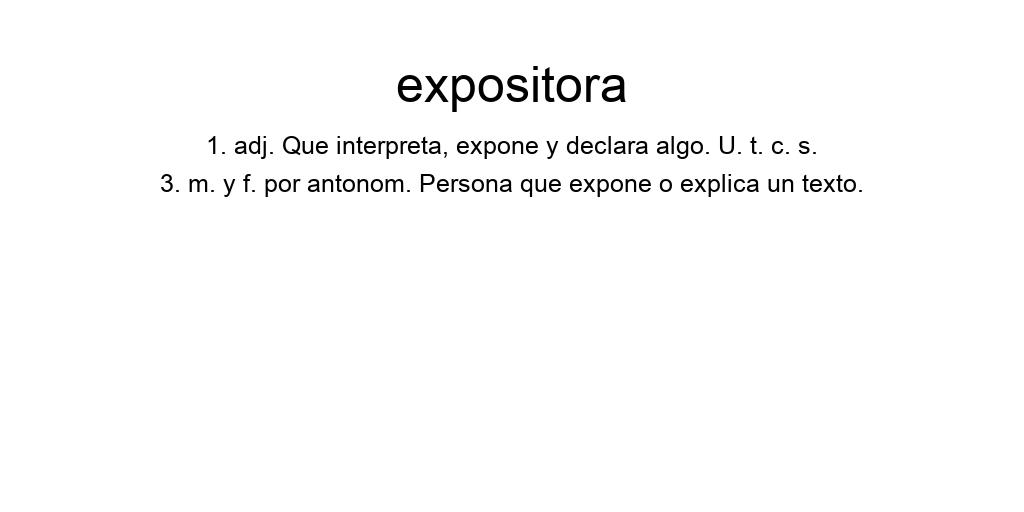 expositora
1. adj. Que interpreta, expone y declara algo. U. t. c. s.
3. m. y f. por antonom. Persona que expone o explica un texto.